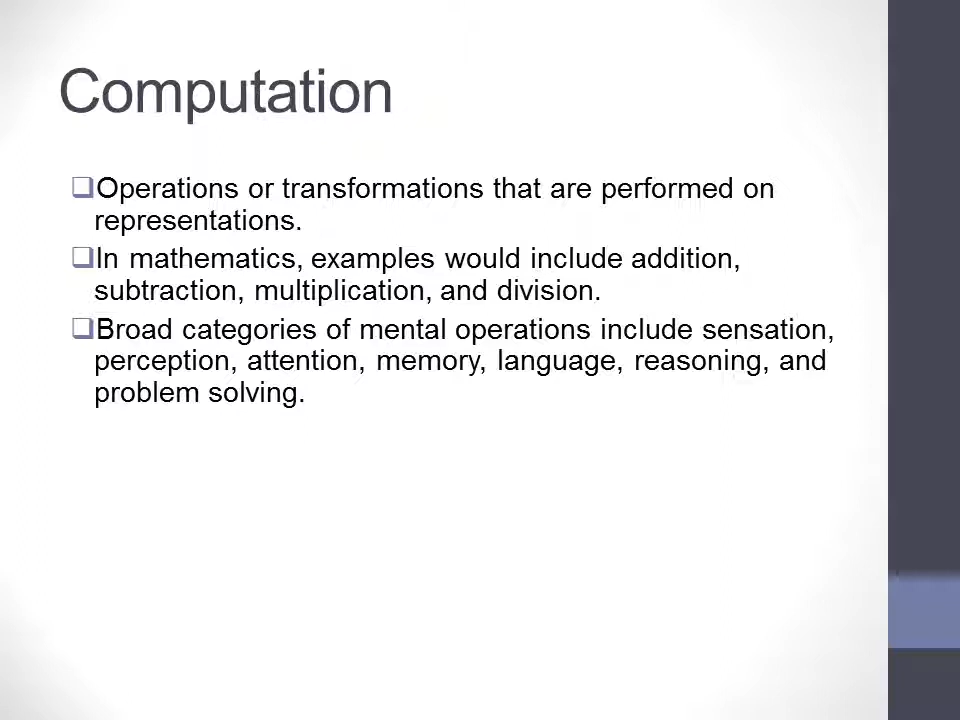 Computation
Operations or transformations that are performed on
representations.
In mathematics, examples would include addition,
subtraction, multiplication, and division.
Broad categories of mental operations include sensation,
perception, attention, memory, language, reasoning, and
problem solving.